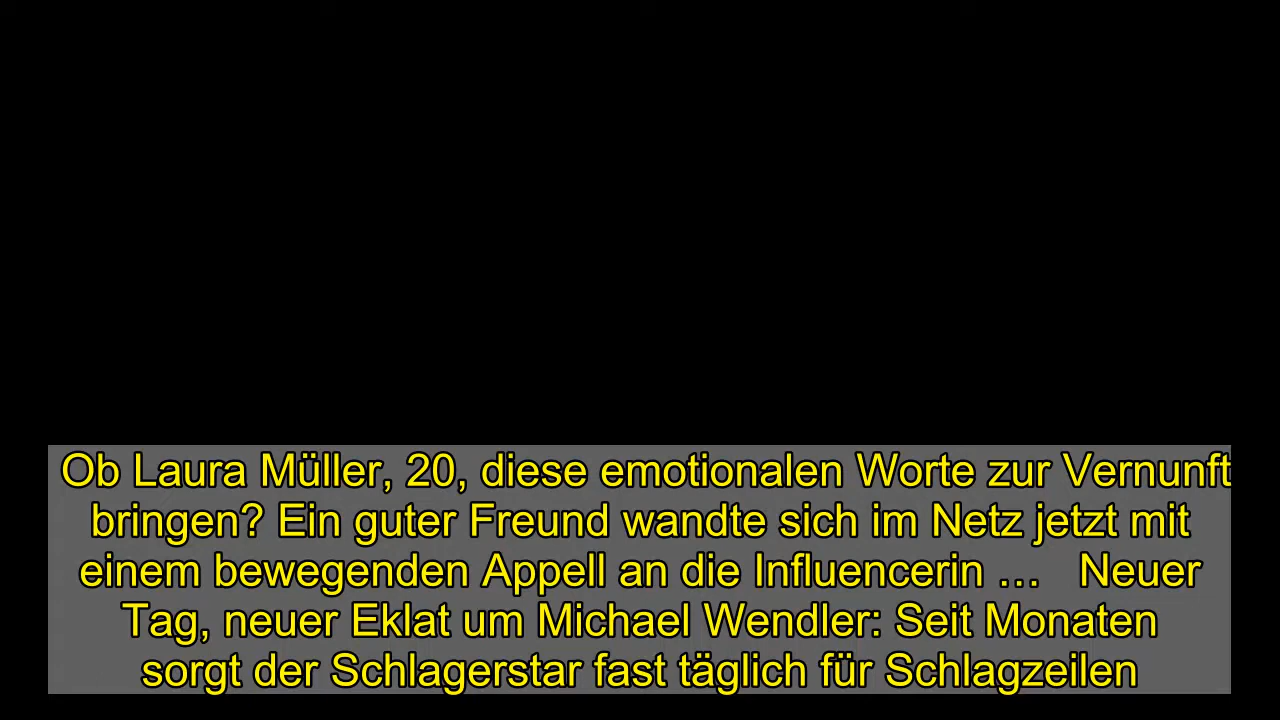 Ob Laura Müller, 20, diese emotionalen Worte zur Vernunft
bringen? Ein guter Freund wandte sich im Netz jetzt mit
einem bewegenden Appell an die Influencerin … Neuer
Tag, neuer Eklat um Michael Wendler: Seit Monaten
sorgt der Schlagerstar fast täglich für Schlagzeilen